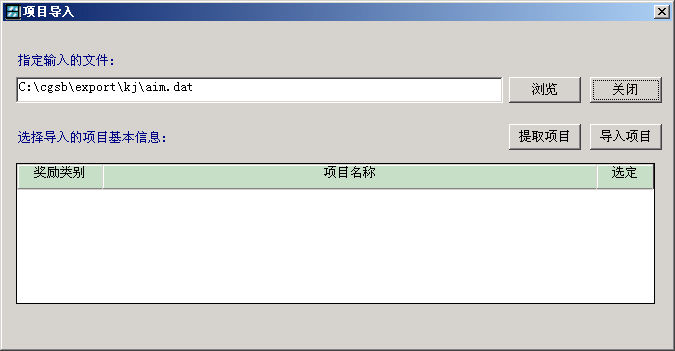 项目导入
指定输入的文件:
C:\cgsb\export\kj\aim.dat
浏览
关闭
选择导入的项目基本信息:
提取项目
导入项目
奖励类别
项目名称
选定